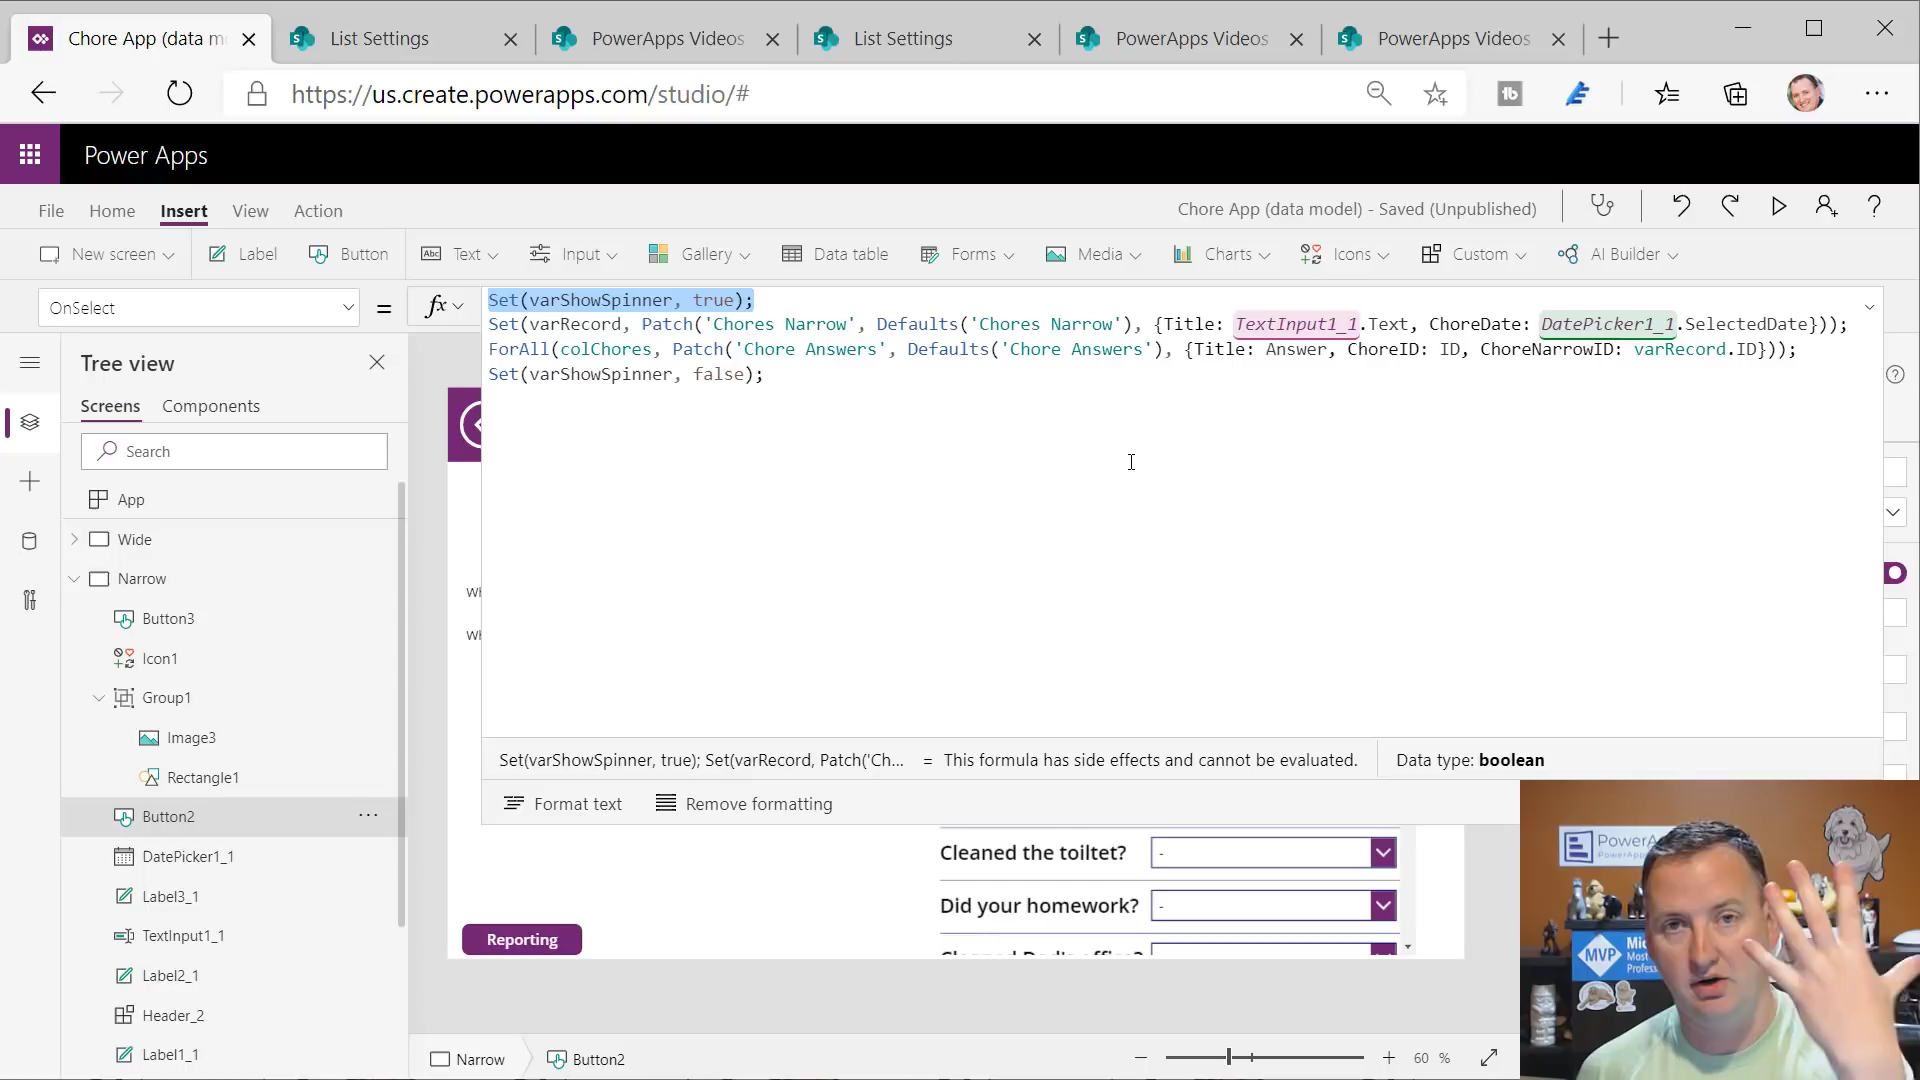 Chore App (data m
List Settings
PowerApps Videos
List Settings
PowerApps Videos
PowerApps Videos
https://us.create.powerapps.com/studio/#
Power Apps
File
Home
Insert
View
Action
Chore App (data model) - Saved (Unpublished)
New screen
Label
Button
Text
Input
Gallery
Data table
Forms
Media
Charts
Icons
Custom
AI Builder
OnSelect
=
fx
Set(varShowSpinner, true);
Set(varRecord, Patch('Chores Narrow', Defaults('Chores Narrow'), {Title: TextInput1_1.Text, ChoreDate: DatePicker1_1.SelectedDate}));
ForAll(colChores, Patch('Chore Answers', Defaults('Chore Answers'), {Title: Answer, ChoreID: ID, ChoreNarrowID: varRecord.ID}));
Set(varShowSpinner, false);
Tree view
Screens
Components
Search
App
Wide
Narrow
Button3
Icon1
Group1
Image3
Rectangle1
Button2
DatePicker1_1
Label3_1
TextInput1_1
Label2_1
Header_2
Label1_1
Set(varShowSpinner, true); Set(varRecord, Patch('Ch... = This formula has side effects and cannot be evaluated.
Data type: boolean
Format text
Remove formatting
Cleaned the toiltet?
-
Did your homework?
-
Reporting
Narrow
Button2
60 %
PowerA
MVP
Mi
Most
Profess